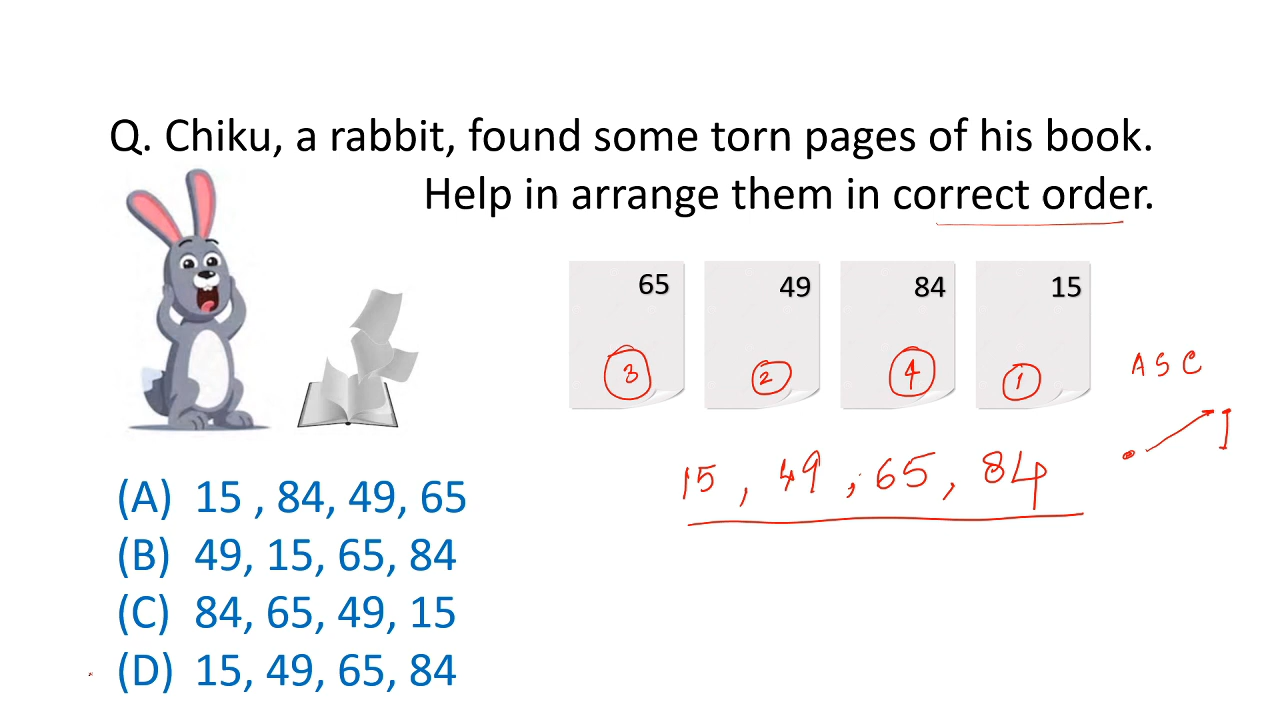 Q. Chiku, a rabbit, found some torn pages of his book.
Help in arrange them in correct order.
65 49 84 15
3 2 4 1
A S C
15 , 49 , 65 , 84
(A) 15 , 84, 49, 65
(B) 49, 15, 65, 84
(C) 84, 65, 49, 15
(D) 15, 49, 65, 84